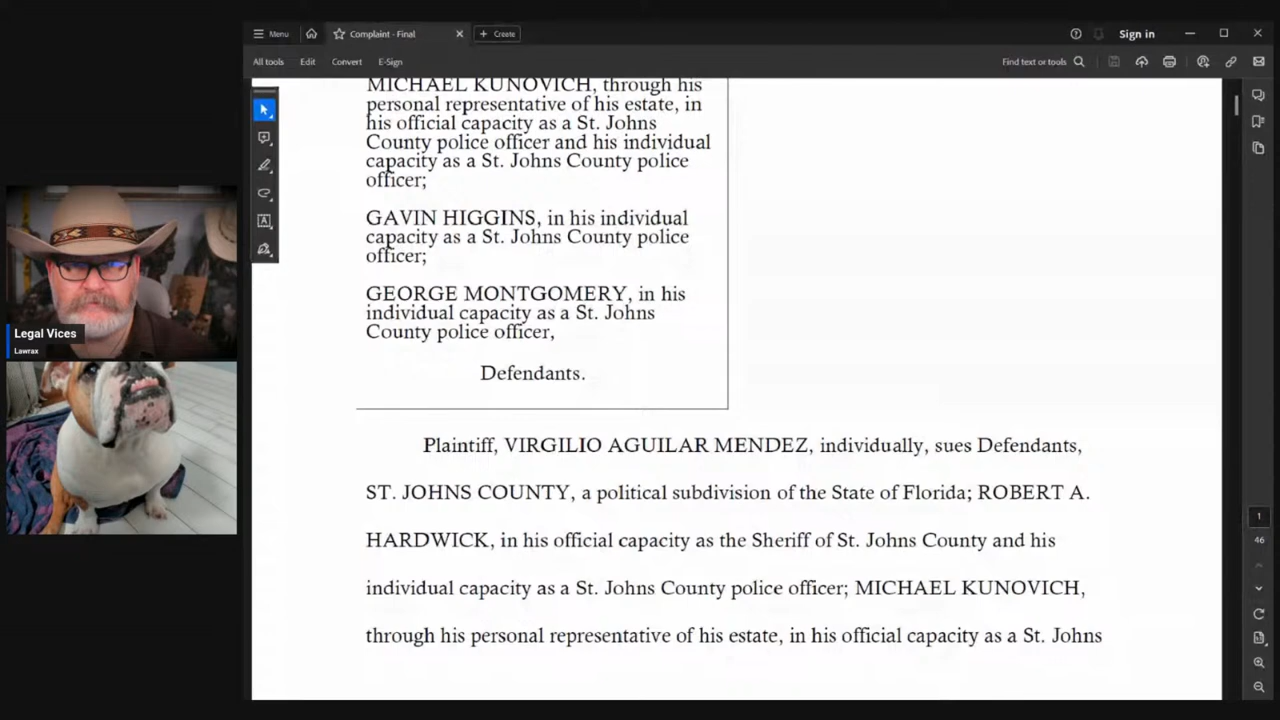 Menu
Complaint - Final
Create
Sign in
All tools
Edit
Convert
E-Sign
Find text or tools
MICHAEL KUNOVICH, through his
personal representative of his estate, in
his official capacity as a St. Johns
County police officer and his individual
capacity as a St. Johns County police
officer;
GAVIN HIGGINS, in his individual
capacity as a St. Johns County police
officer;
GEORGE MONTGOMERY, in his
individual capacity as a St. Johns
County police officer,
Defendants.
Plaintiff, VIRGILIO AGUILAR MENDEZ, individually, sues Defendants,
ST. JOHNS COUNTY, a political subdivision of the State of Florida; ROBERT A.
HARDWICK, in his official capacity as the Sheriff of St. Johns County and his
individual capacity as a St. Johns County police officer; MICHAEL KUNOVICH,
through his personal representative of his estate, in his official capacity as a St. Johns
Legal Vices
Lawrax
1
46